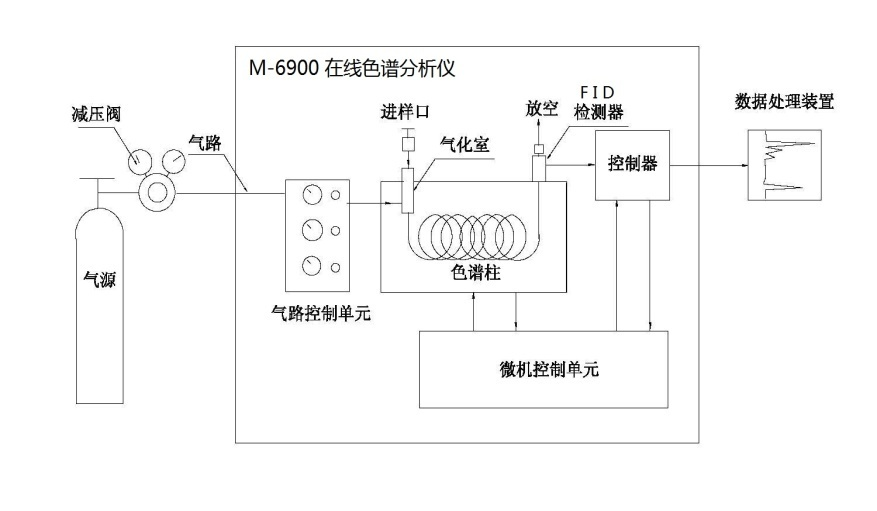 M-6900 在线色谱分析仪
FID
减压阀
进样口
放空
检测器
数据处理装置
气路
气化室
控制器
气源
色谱柱
气路控制单元
微机控制单元